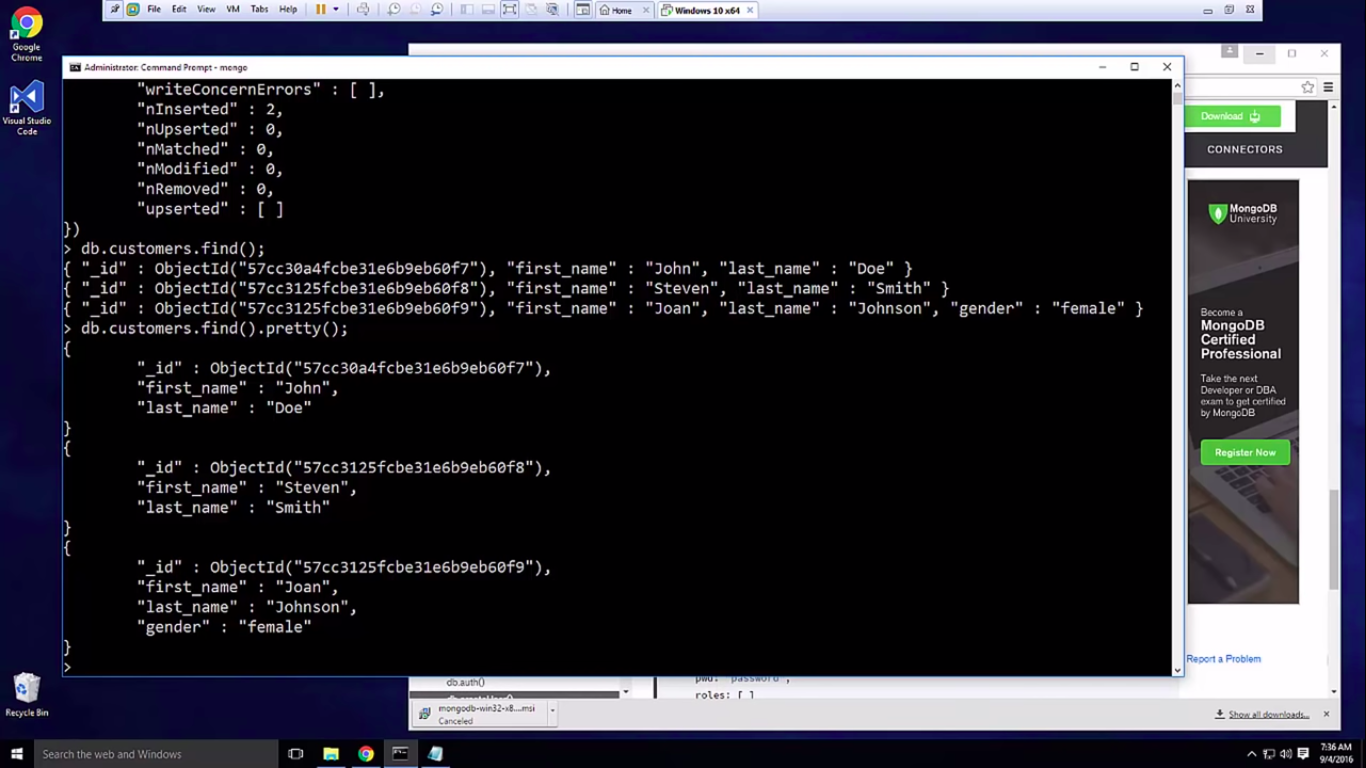 File Edit View VM Tabs Help
Home
Windows 10 x64
Google
Chrome
Visual Studio
Code
Recycle Bin
Administrator: Command Prompt - mongo
"writeConcernErrors" : [ ],
"nInserted" : 2,
"nUpserted" : 0,
"nMatched" : 0,
"nModified" : 0,
"nRemoved" : 0,
"upserted" : [ ]
})
> db.customers.find();
{ "_id" : ObjectId("57cc30a4fcbe31e6b9eb60f7"), "first_name" : "John", "last_name" : "Doe" }
{ "_id" : ObjectId("57cc3125fcbe31e6b9eb60f8"), "first_name" : "Steven", "last_name" : "Smith" }
{ "_id" : ObjectId("57cc3125fcbe31e6b9eb60f9"), "first_name" : "Joan", "last_name" : "Johnson", "gender" : "female" }
> db.customers.find().pretty();
{
"_id" : ObjectId("57cc30a4fcbe31e6b9eb60f7"),
"first_name" : "John",
"last_name" : "Doe"
}
{
"_id" : ObjectId("57cc3125fcbe31e6b9eb60f8"),
"first_name" : "Steven",
"last_name" : "Smith"
}
{
"_id" : ObjectId("57cc3125fcbe31e6b9eb60f9"),
"first_name" : "Joan",
"last_name" : "Johnson",
"gender" : "female"
}
>
Download
CONNECTORS
MongoDB
University
Become a
MongoDB
Certified
Professional
Take the next
Developer or DBA
exam to get certified
by MongoDB
Register Now
Report a Problem
db.auth()
db.createUser()
pwd: "password",
roles: [ ]
mongodb-win32-x8....msi
Canceled
Show all downloads...
Search the web and Windows
7:36 AM
9/4/2016